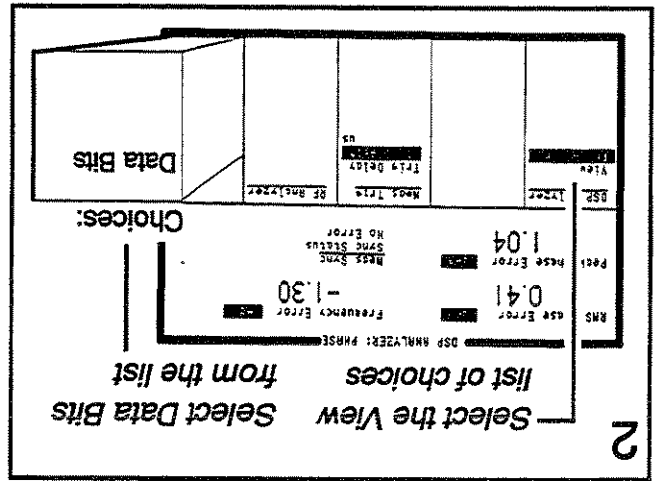 2
Select the View
list of choices
Select Data Bits
from the list
DSP ANALYZER: PHASE
RMS ase Error
0.41
Frequency Error
-1.30
Peak hase Error
1.04
Meas Sync
Sync Status
No Error
Choices:
DSP lyzer
View
Meas Trig
Trig Delay
us
RF Analyzer
Data Bits